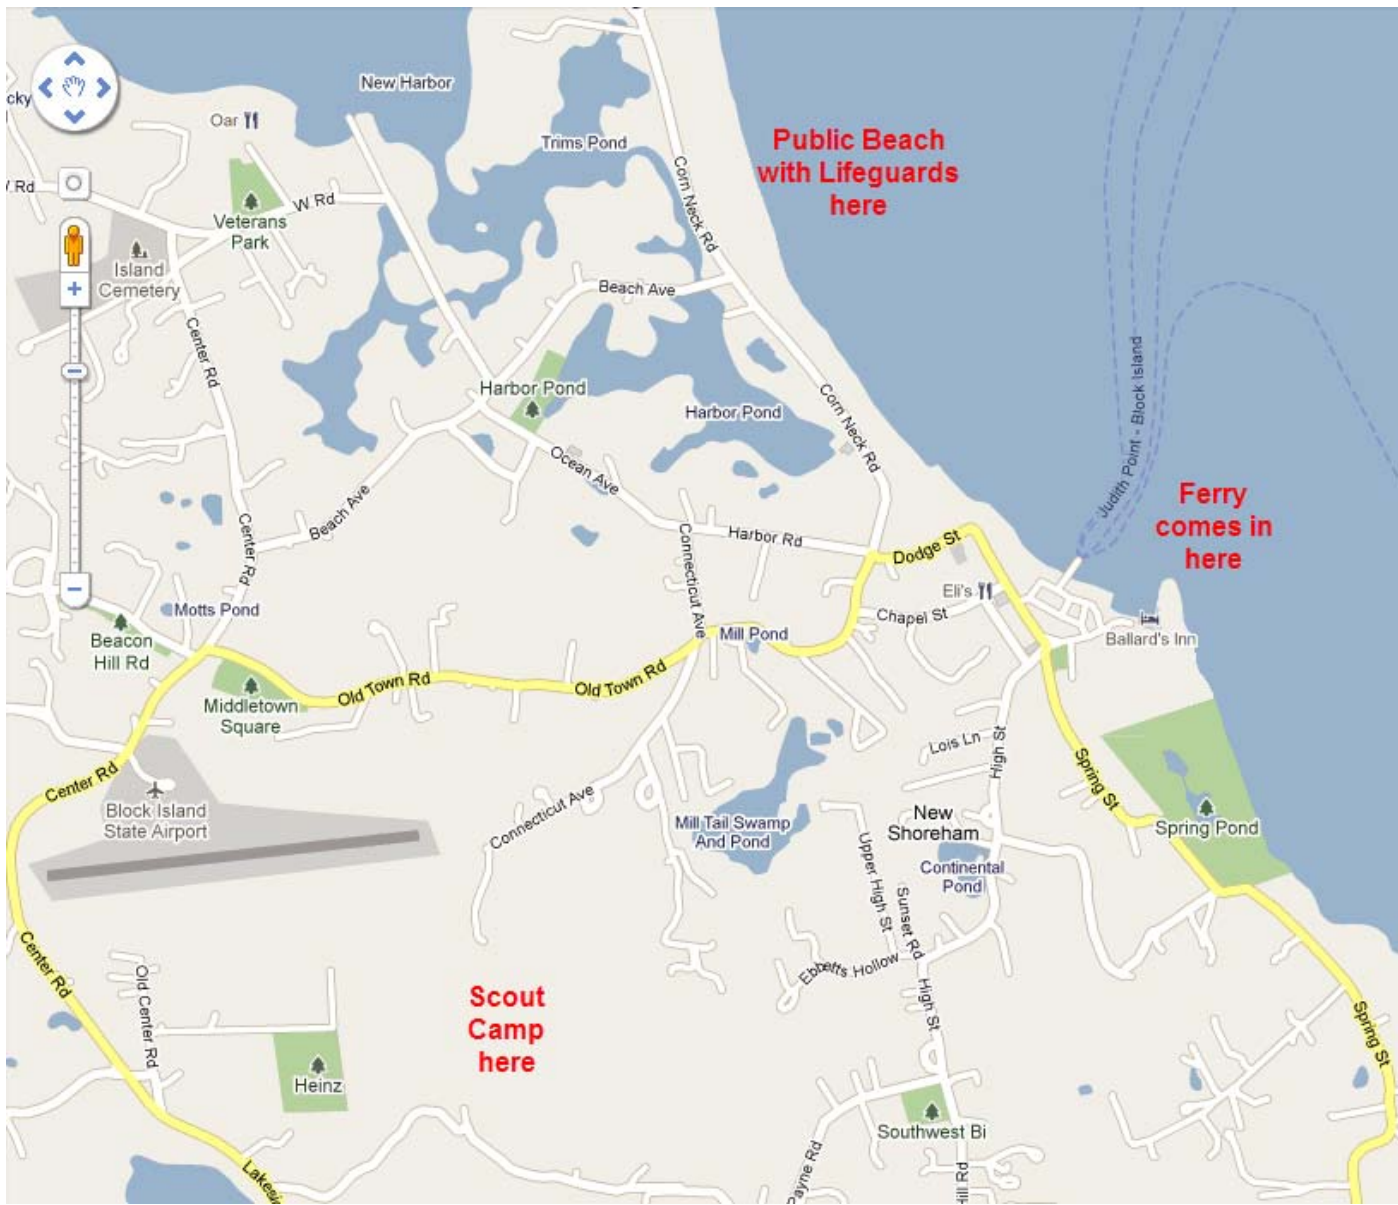 New Harbor
cky
Oar
Trims Pond
Public Beach
with Lifeguards
here
Corn Neck Rd
W Rd
Veterans
Park
Island
Cemetery
Beach Ave
Center Rd
Judith Point - Block Island
Harbor Pond
Harbor Pond
Corn Neck Rd
Ocean Ave
Beach Ave
Ferry
comes in
here
Center Rd
Connecticut Ave
Harbor Rd
Dodge St
Eli's
Motts Pond
Chapel St
Beacon
Hill Rd
Mill Pond
Ballard's Inn
Old Town Rd
Old Town Rd
Middletown
Square
Lois Ln
High St
Spring St
Center Rd
Block Island
State Airport
Connecticut Ave
Mill Tail Swamp
And Pond
New
Shoreham
Spring Pond
Upper High St
Continental
Pond
Sunset Rd
Center Rd
Old Center Rd
Ebbetts Hollow
High St
Scout
Camp
here
Spring St
Heinz
Southwest Bi
Payne Rd
Hill Rd
Lakesi